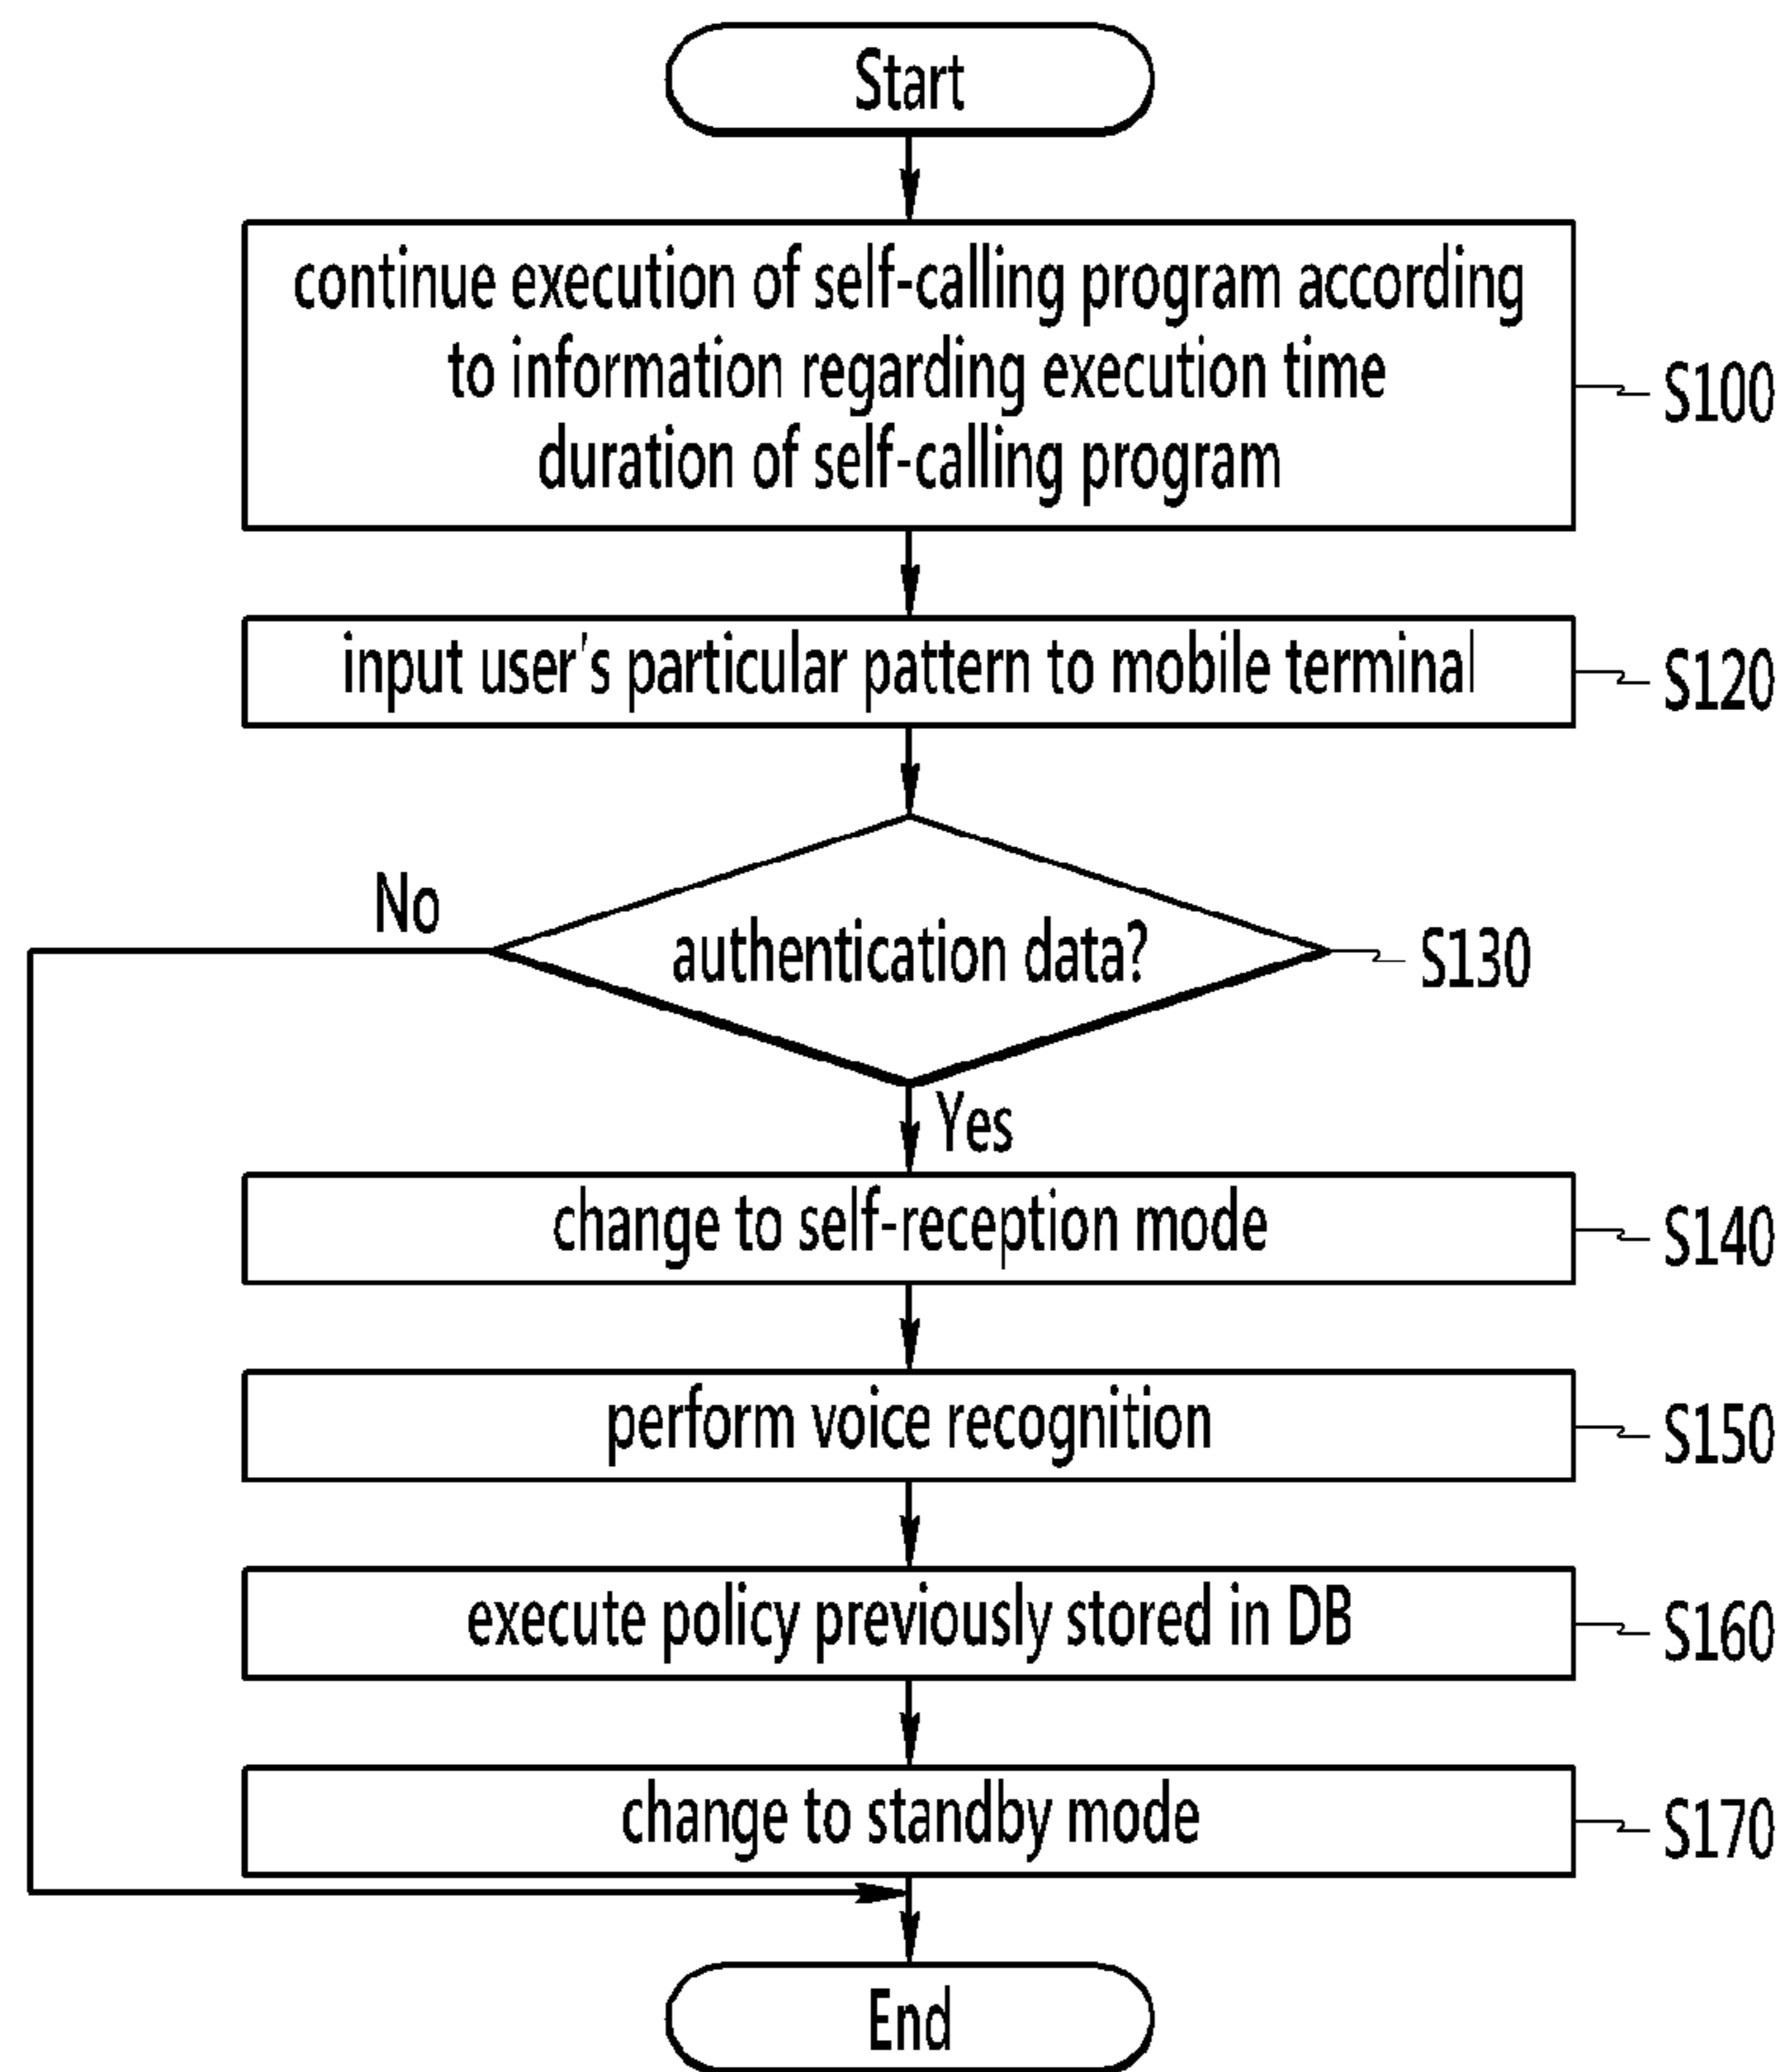 Start
continue execution of self-calling program according
to information regarding execution time
duration of self-calling program
S100
input user's particular pattern to mobile terminal
S120
No
authentication data?
S130
Yes
change to self-reception mode
S140
perform voice recognition
S150
execute policy previously stored in DB
S160
change to standby mode
S170
End